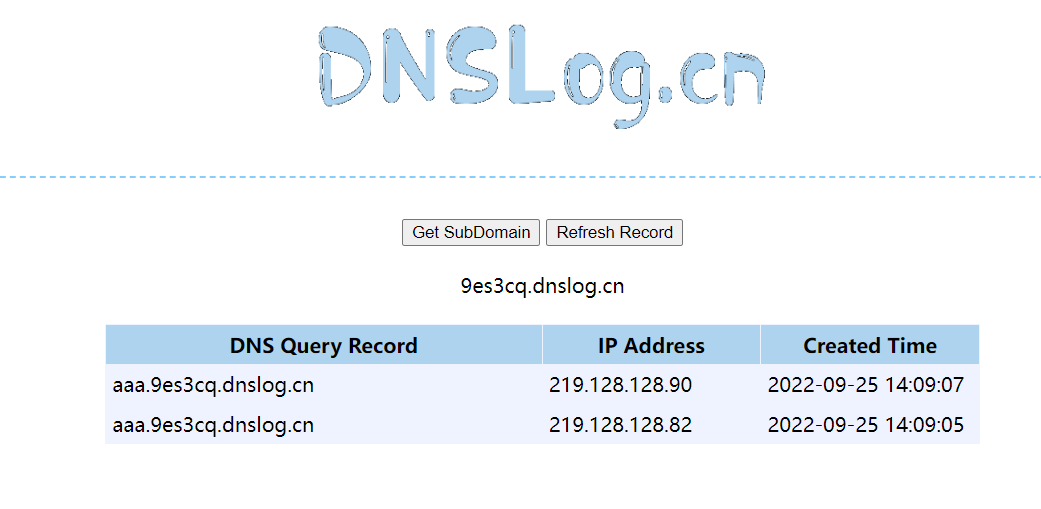 DNSLog.cn
Get SubDomain Refresh Record
9es3cq.dnslog.cn
DNS Query Record IP Address Created Time
aaa.9es3cq.dnslog.cn 219.128.128.90 2022-09-25 14:09:07
aaa.9es3cq.dnslog.cn 219.128.128.82 2022-09-25 14:09:05